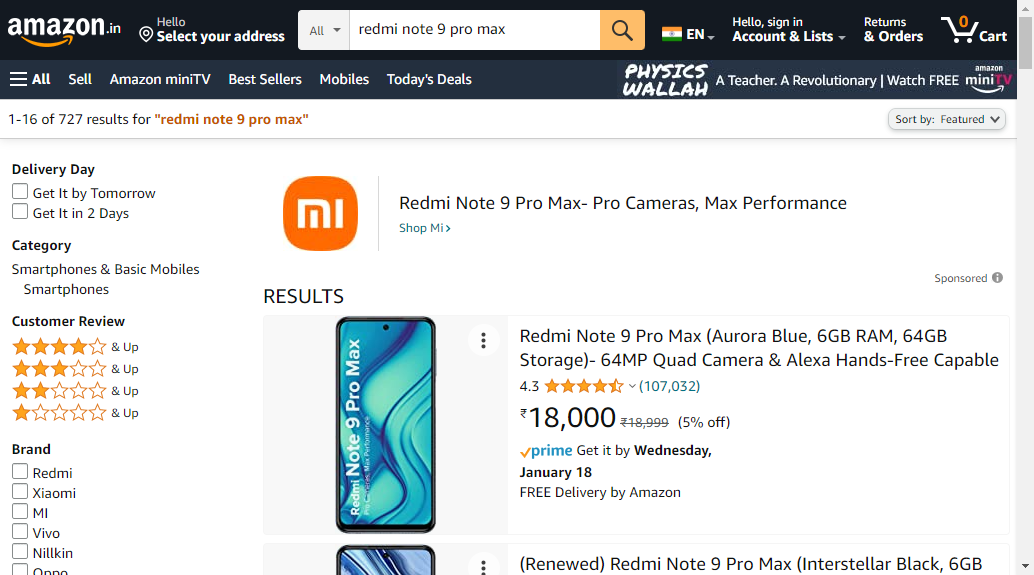 amazon.in
Hello
Select your address
All
redmi note 9 pro max
EN
Hello, sign in
Account & Lists
Returns
& Orders
0
Cart
All
Sell
Amazon miniTV
Best Sellers
Mobiles
Today's Deals
PHYSICS
WALLAH
A Teacher. A Revolutionary | Watch FREE
amazon
miniTV
1-16 of 727 results for "redmi note 9 pro max"
Sort by: Featured
Delivery Day
Get It by Tomorrow
Get It in 2 Days
Category
Smartphones & Basic Mobiles
Smartphones
Customer Review
& Up
& Up
& Up
& Up
Brand
Redmi
Xiaomi
MI
Vivo
Nillkin
Oppo
mi
Redmi Note 9 Pro Max- Pro Cameras, Max Performance
Shop Mi ›
Sponsored
RESULTS
Redmi Note 9 Pro Max
Pro Cameras, Max Performance
Redmi Note 9 Pro Max (Aurora Blue, 6GB RAM, 64GB
Storage)- 64MP Quad Camera & Alexa Hands-Free Capable
4.3 (107,032)
₹18,000 ₹18,999 (5% off)
prime Get it by Wednesday,
January 18
FREE Delivery by Amazon
(Renewed) Redmi Note 9 Pro Max (Interstellar Black, 6GB